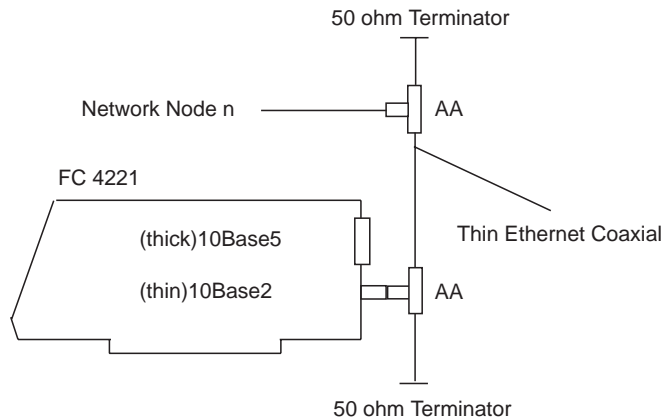 50 ohm Terminator
Network Node n
AA
FC 4221
(thick)10Base5
Thin Ethernet Coaxial
(thin)10Base2
AA
50 ohm Terminator